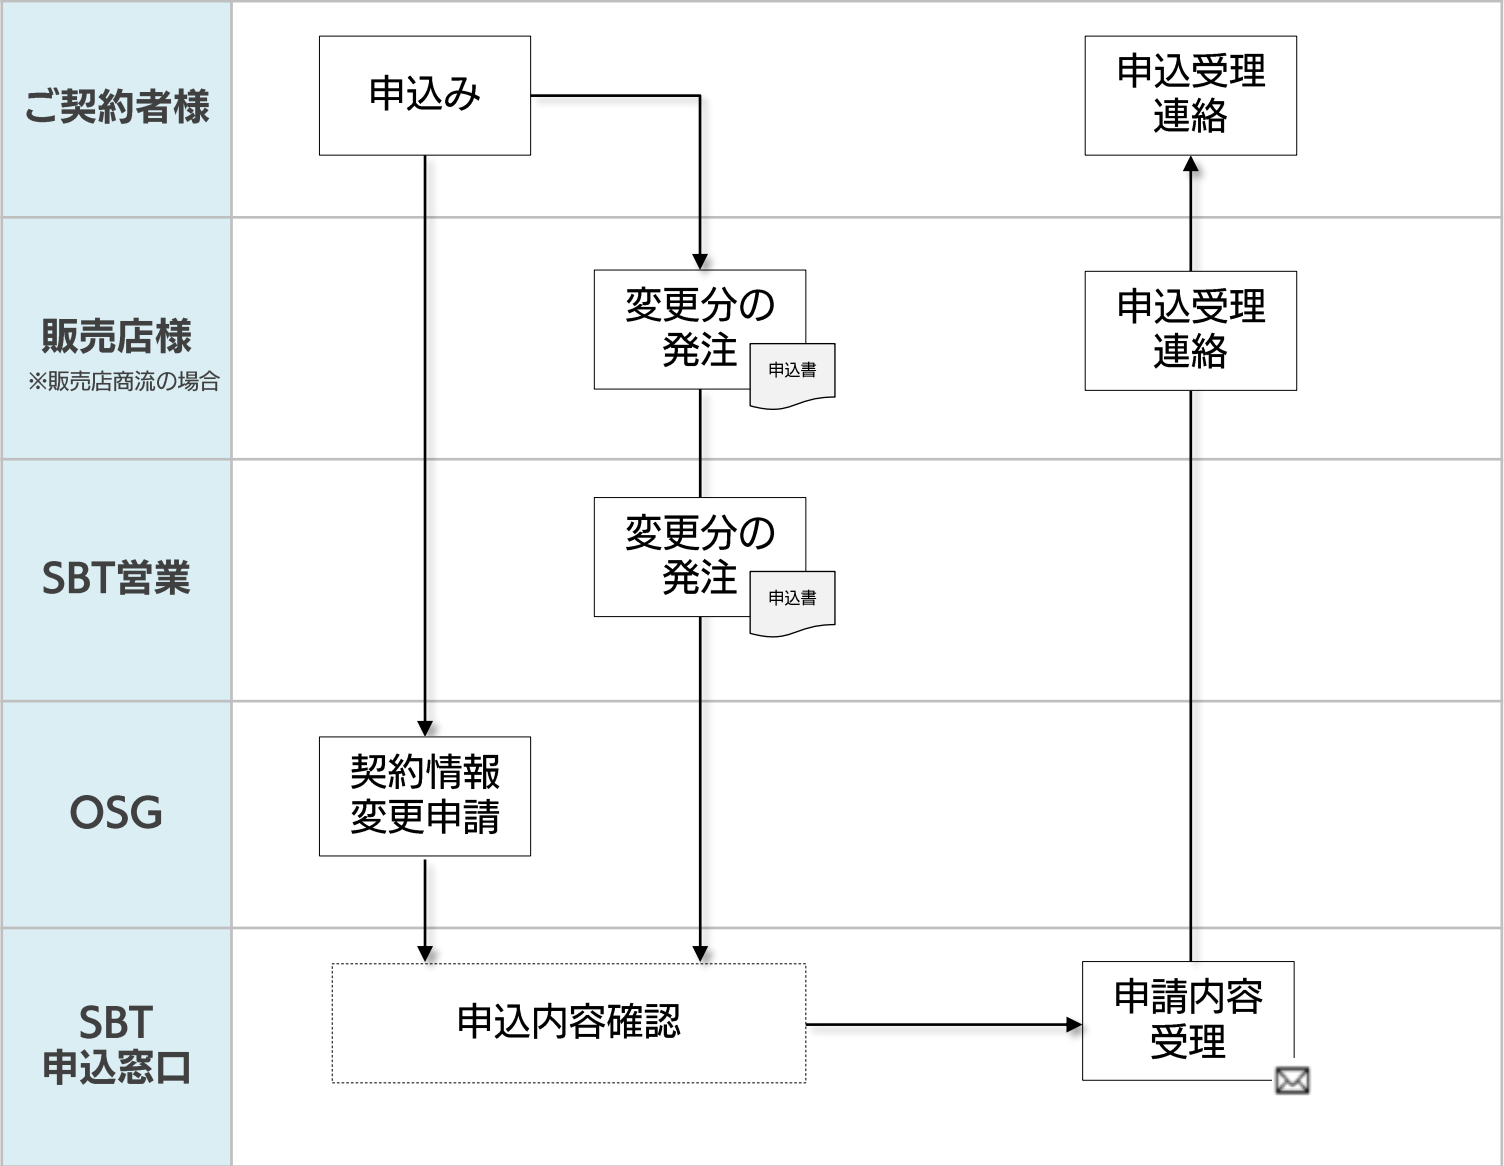 ご契約者様
申込み
申込受理
連絡
販売店様
※販売店商流の場合
変更分の
発注
申込書
申込受理
連絡
SBT営業
変更分の
発注
申込書
OSG
契約情報
変更申請
SBT
申込窓口
申込内容確認
申請内容
受理